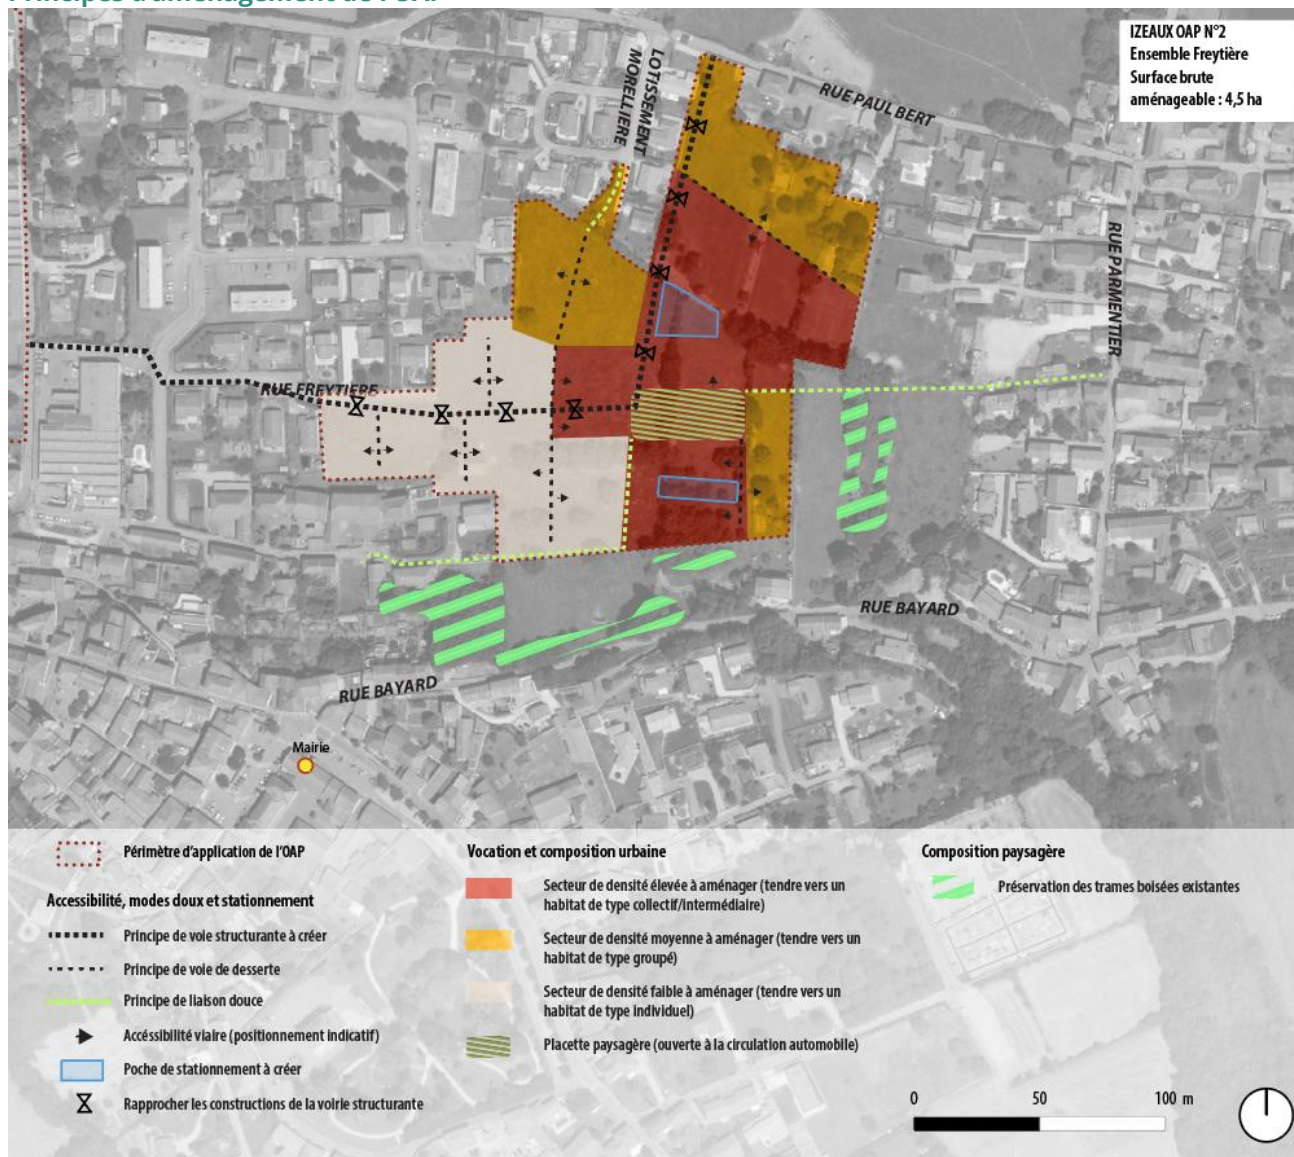 IZEAUX OAP N°2
Ensemble Freytière
Surface brute
aménageable : 4,5 ha
LOTISSEMENT
MORELLIERE
RUE PAUL BERT
RUE PARMENTIER
RUE FREYTIERE
RUE BAYARD
RUE BAYARD
Mairie
Périmètre d'application de l'OAP
Accessibilité, modes doux et stationnement
Principe de voie structurante à créer
Principe de voie de desserte
Principe de liaison douce
Accéssibilité viaire (positionnement indicatif)
Poche de stationnement à créer
Rapprocher les constructions de la voirie structurante
Vocation et composition urbaine
Secteur de densité élevée à aménager (tendre vers un
habitat de type collectif/intermédiaire)
Secteur de densité moyenne à aménager (tendre vers un
habitat de type groupé)
Secteur de densité faible à aménager (tendre vers un
habitat de type individuel)
Placette paysagère (ouverte à la circulation automobile)
Composition paysagère
Préservation des trames boisées existantes
0 50 100 m